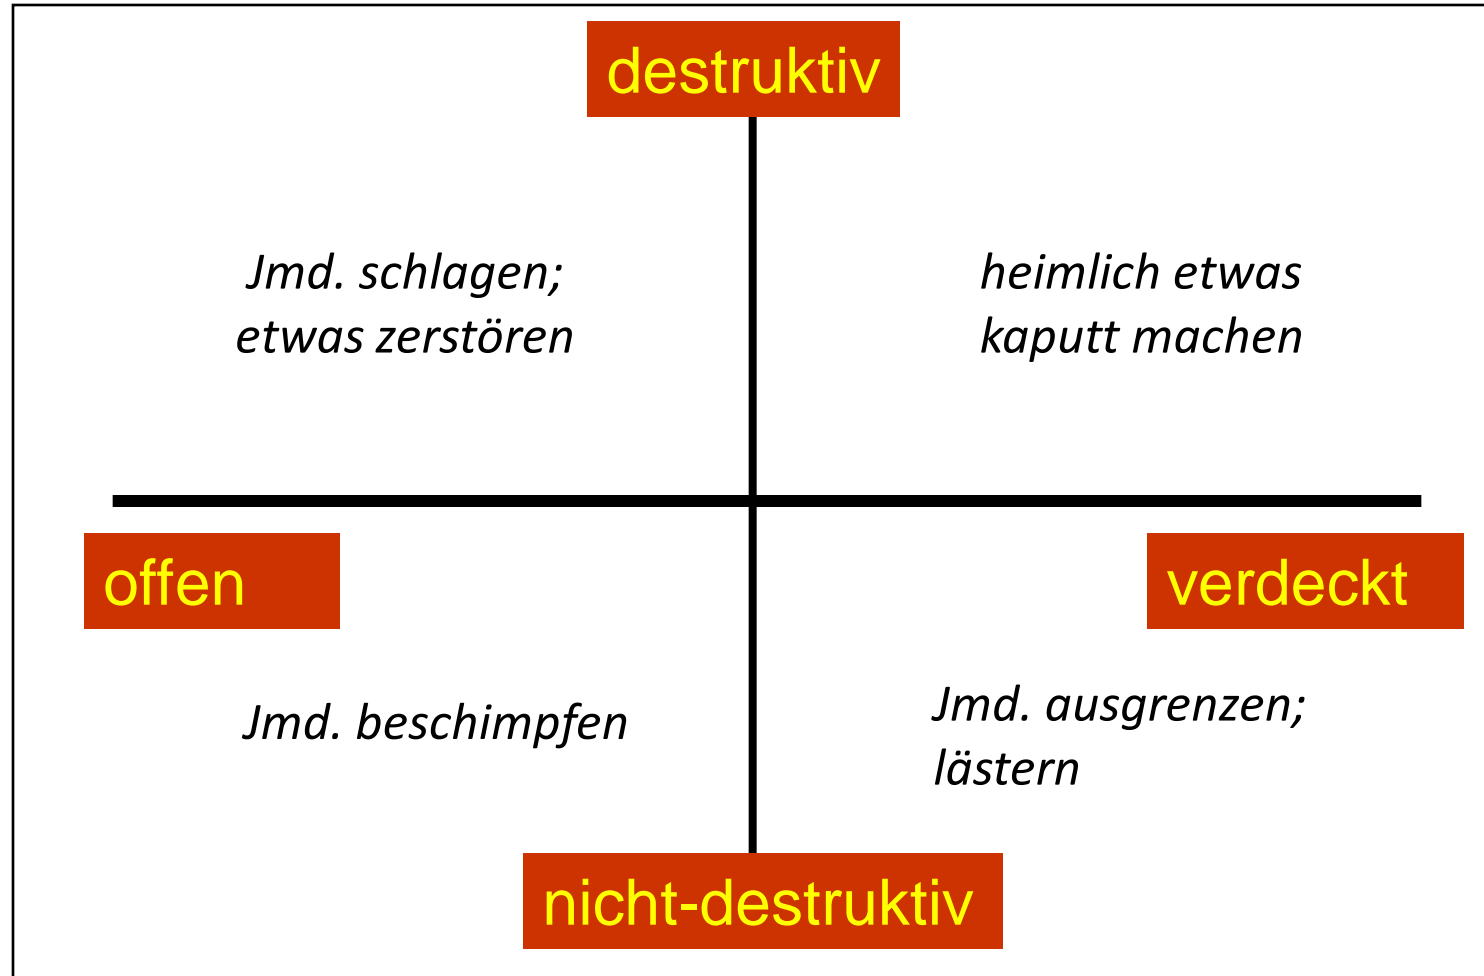 destruktiv
Jmd. schlagen;
etwas zerstören
heimlich etwas
kaputt machen
offen
verdeckt
Jmd. beschimpfen
Jmd. ausgrenzen;
lästern
nicht-destruktiv